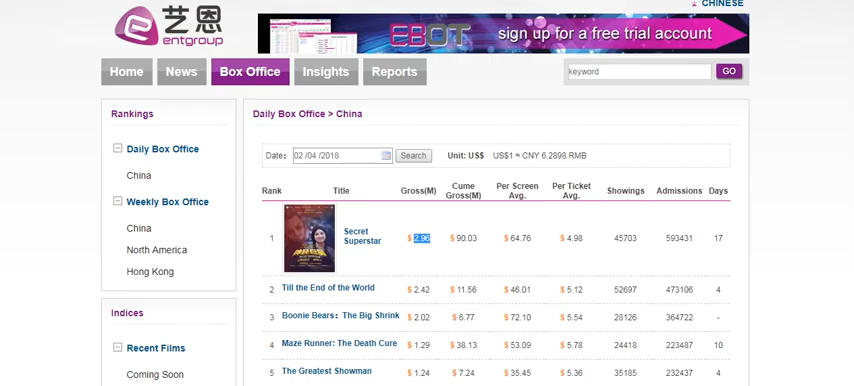 CHINESE
艺恩
entgroup
EBOT sign up for a free trial account
Home News Box Office Insights Reports
keyword GO
Rankings
Daily Box Office
China
Weekly Box Office
China
North America
Hong Kong
Indices
Recent Films
Coming Soon
Daily Box Office > China
Date: 02 /04 /2018 Search Unit: US$ US$1 ≈ CNY 6.2898 RMB
Rank Title Gross(M) Cume Gross(M) Per Screen Avg. Per Ticket Avg. Showings Admissions Days
1 Secret Superstar $ 2.96 $ 90.03 $ 64.76 $ 4.98 45703 593431 17
2 Till the End of the World $ 2.42 $ 11.56 $ 46.01 $ 5.12 52697 473106 4
3 Boonie Bears: The Big Shrink $ 2.02 $ 6.77 $ 72.10 $ 5.54 28126 364722 -
4 Maze Runner: The Death Cure $ 1.29 $ 38.13 $ 53.09 $ 5.78 24418 223487 10
5 The Greatest Showman $ 1.24 $ 7.24 $ 35.45 $ 5.36 35185 232437 4